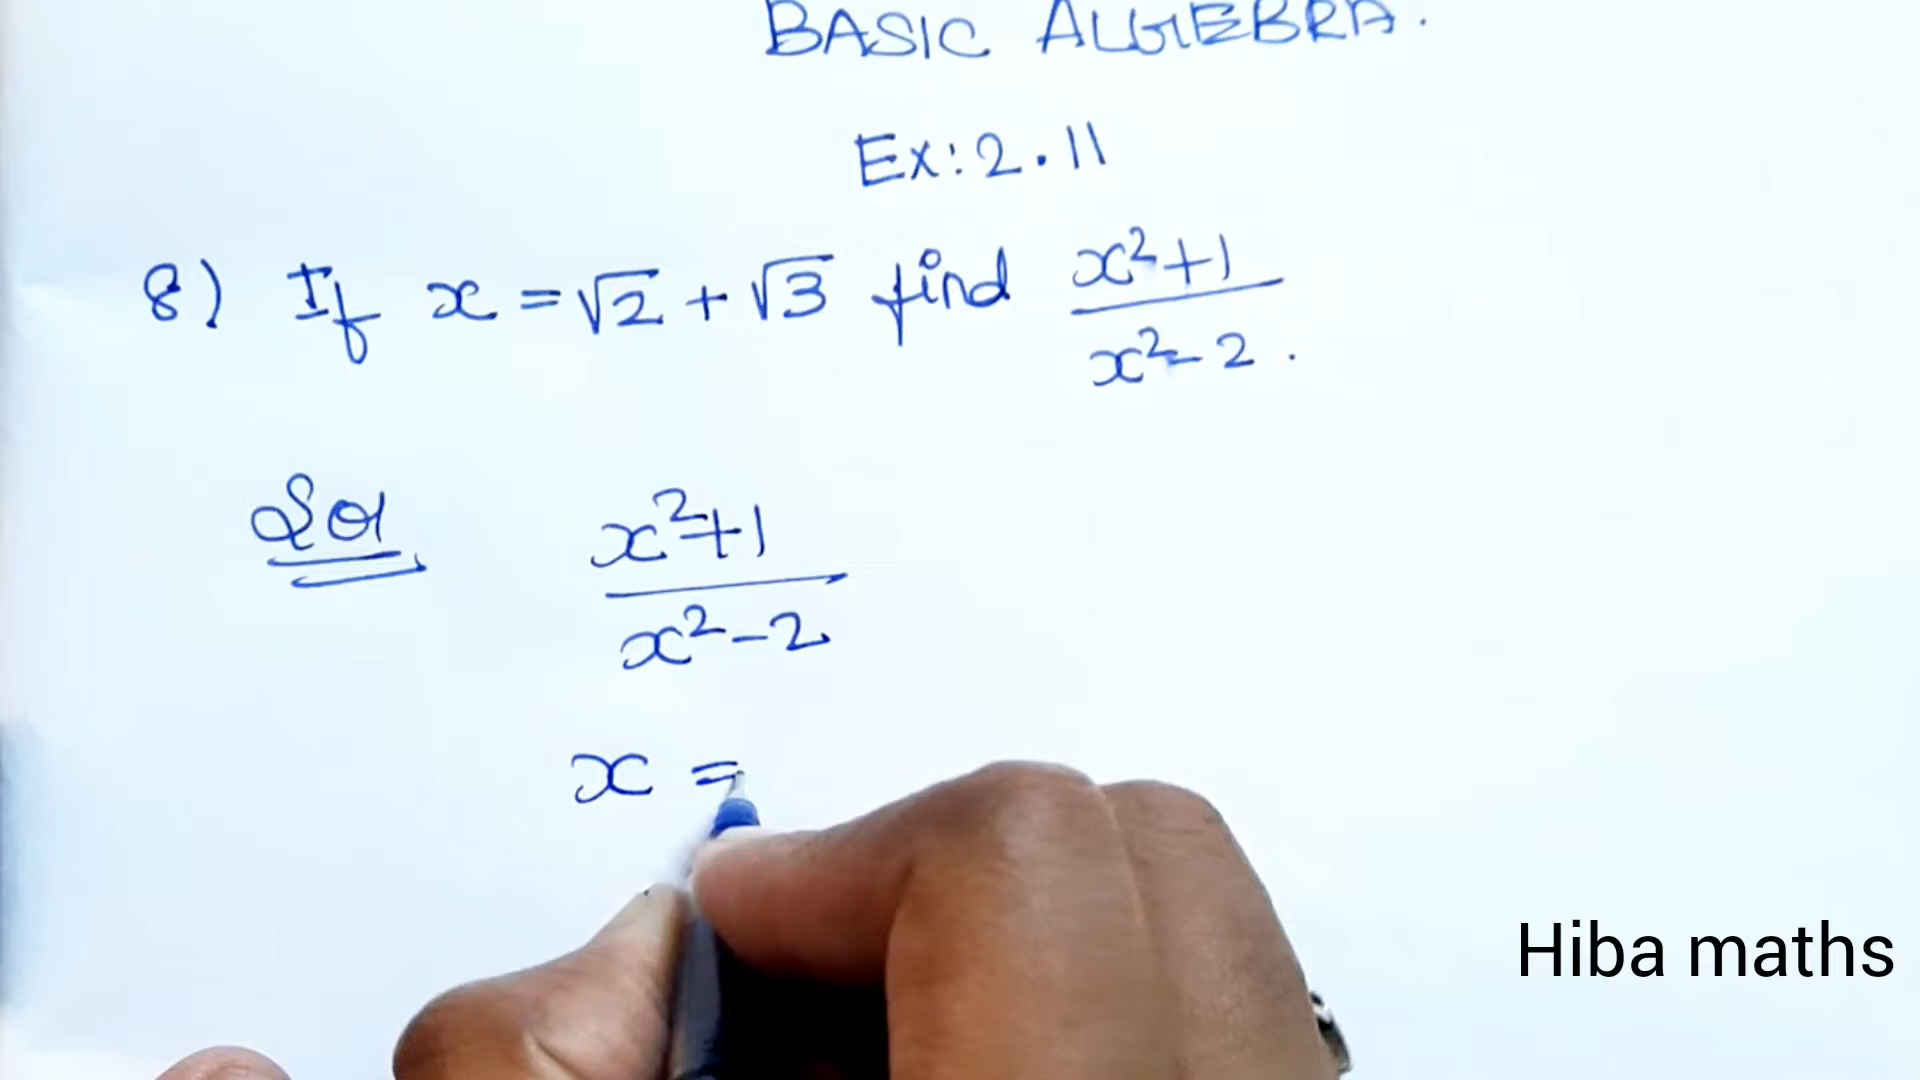 BASIC ALGEBRA.
Ex: 2.11
8) If x = √2 + √3 find (x²+1)/(x²-2).
Sol (x²+1)/(x²-2)
x =
Hiba maths